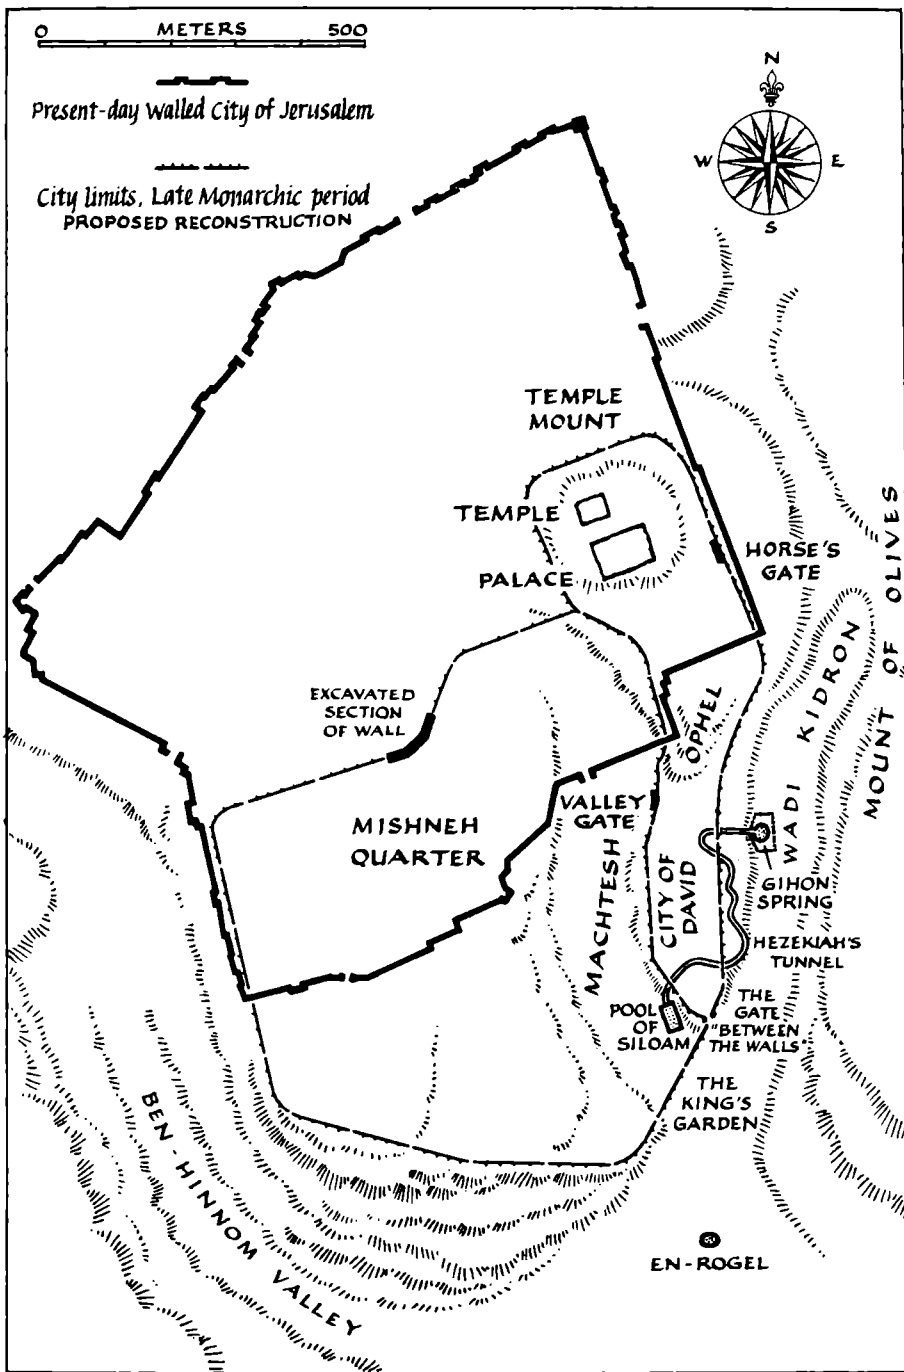 0 METERS 500
Present-day Walled City of Jerusalem
City limits, Late Monarchic period
PROPOSED RECONSTRUCTION
N
W E
S
TEMPLE
MOUNT
TEMPLE
PALACE
HORSE'S
GATE
MOUNT OF OLIVES
WADI KIDRON
EXCAVATED
SECTION
OF WALL
OPHEL
VALLEY
GATE
MISHNEH
QUARTER
MACHTESH
CITY OF
DAVID
GIHON
SPRING
HEZEKIAH'S
TUNNEL
POOL
OF
SILOAM
THE
GATE
"BETWEEN
THE WALLS"
THE
KING'S
GARDEN
BEN-HINNOM VALLEY
EN-ROGEL